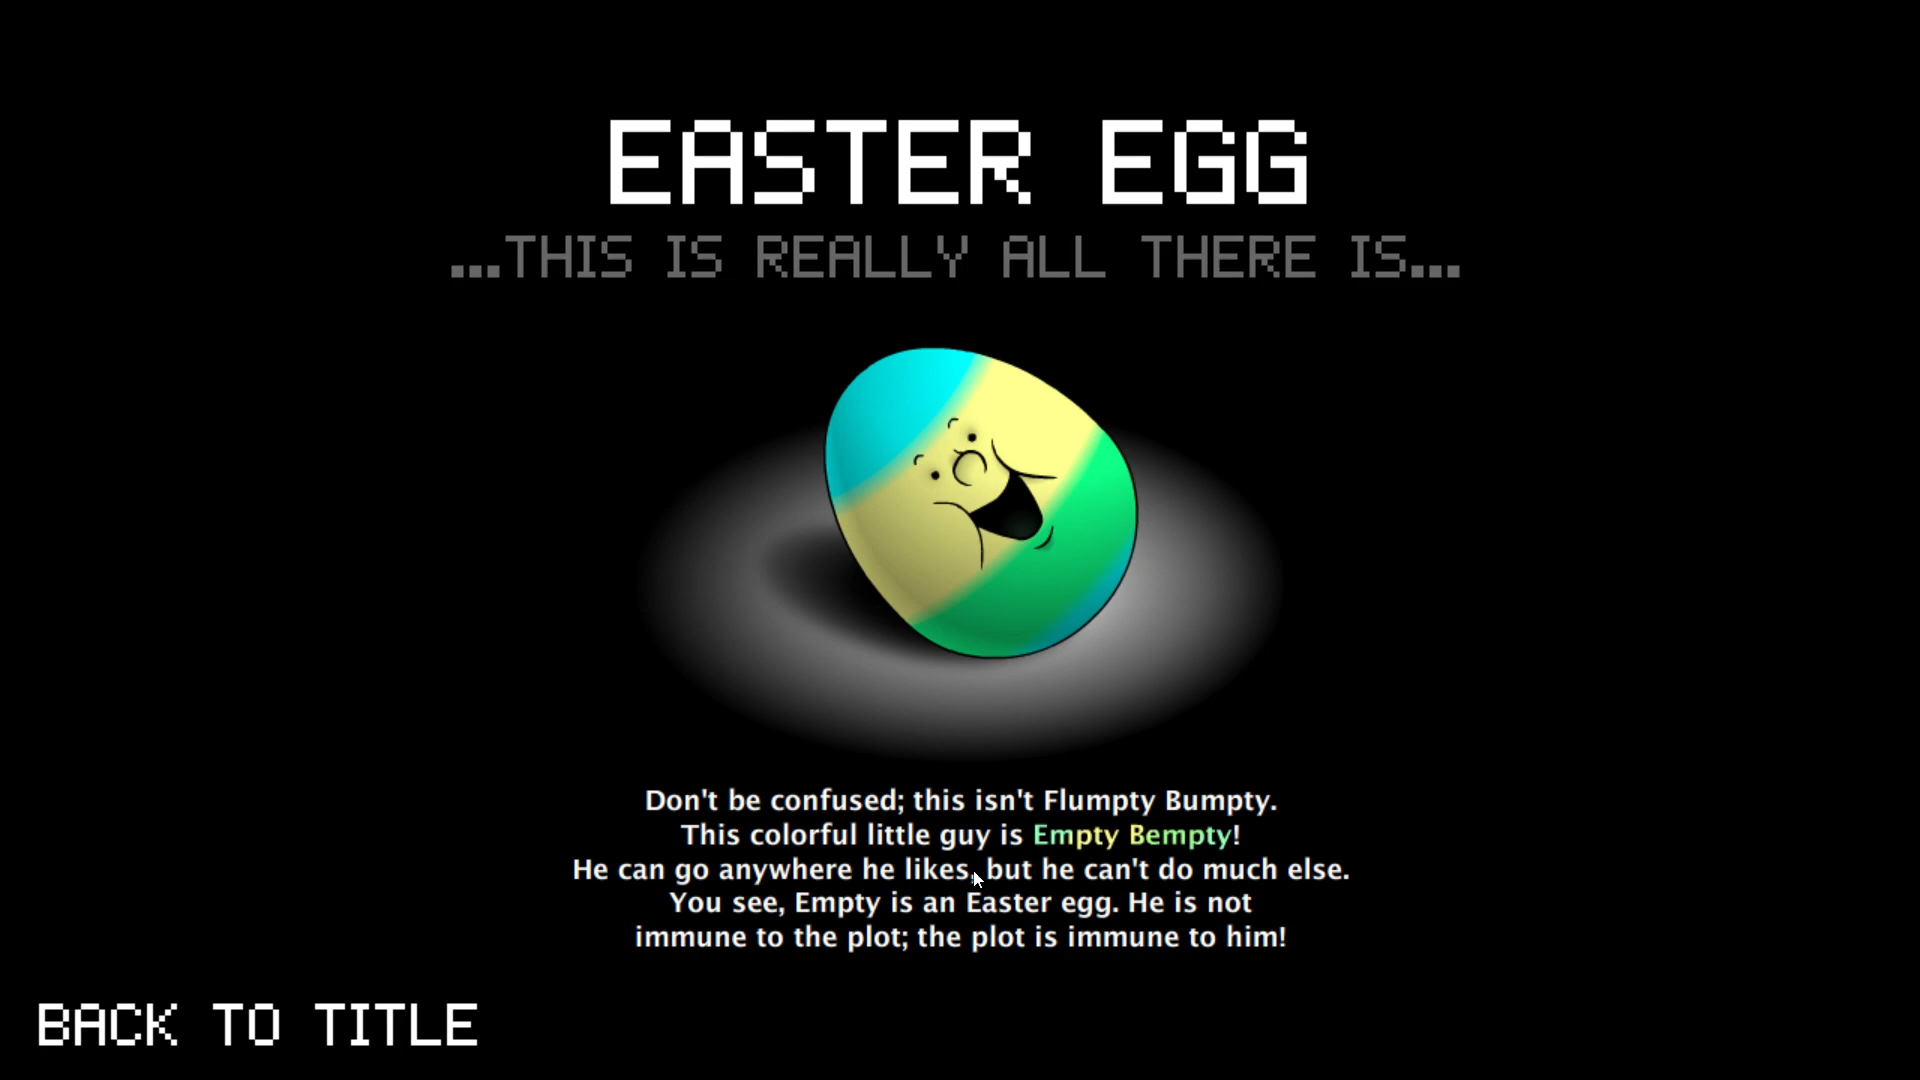 EASTER EGG
...THIS IS REALLY ALL THERE IS...
Don't be confused; this isn't Flumpty Bumpty.
This colorful little guy is Empty Bempty!
He can go anywhere he likes, but he can't do much else.
You see, Empty is an Easter egg. He is not
immune to the plot; the plot is immune to him!
BACK TO TITLE